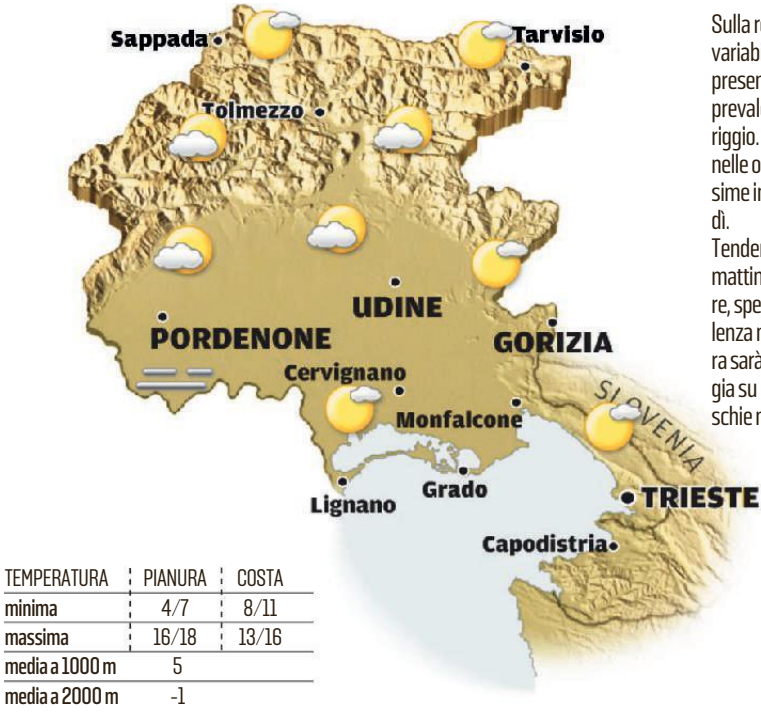 Sappada
Tarvisio
Tolmezzo
UDINE
PORDENONE
GORIZIA
Cervignano
Monfalcone
SLOVENIA
Lignano
Grado
TRIESTE
Capodistria
TEMPERATURA PIANURA COSTA
minima 4/7 8/11
massima 16/18 13/16
media a 1000 m 5
media a 2000 m -1
Sulla
variab
presen
preval
riggio.
nelle o
sime in
dì.
Tenden
mattin
re, spe
lenza
ra sarà
gia su
schie